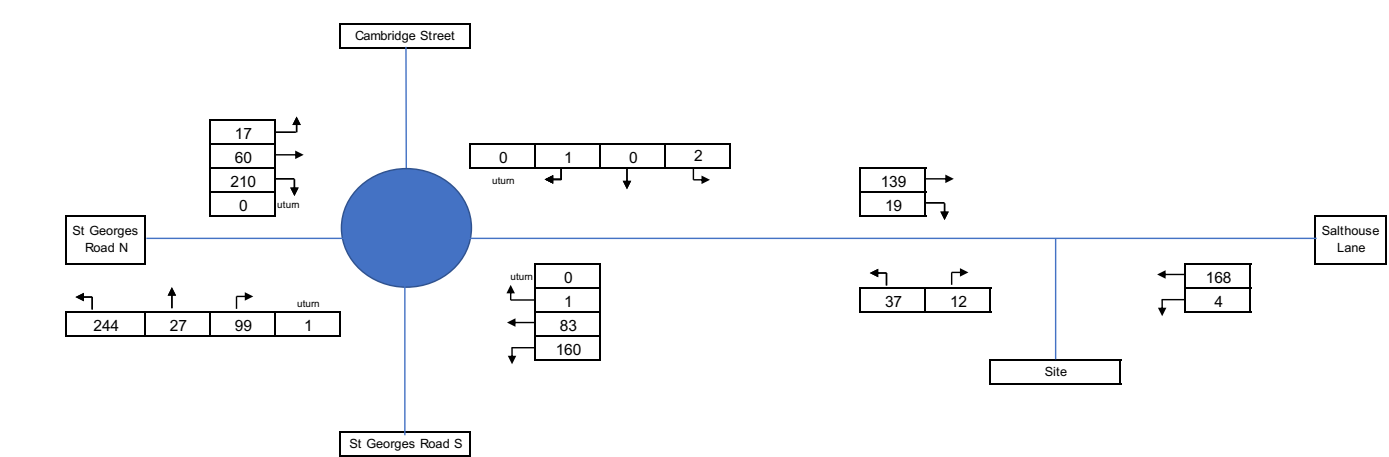 Cambridge Street
17
60
210
0 uturn
0 1 0 2
uturn
139
19
St Georges
Road N
Salthouse
Lane
uturn
244 27 99 1
uturn 0
1
83
160
37 12
168
4
Site
St Georges Road S